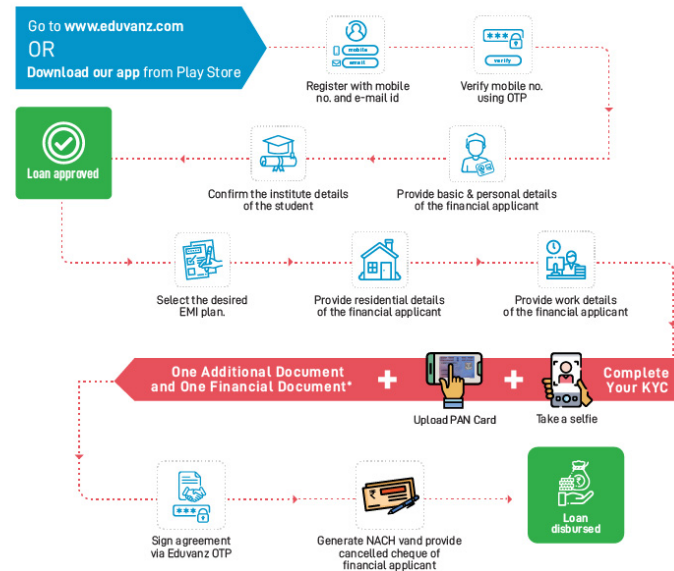 Go to www.eduvanz.com
OR
Download our app from Play Store
mobile
email
Register with mobile
no. and e-mail id
***
verify
Verify mobile no.
using OTP
Loan approved
Confirm the institute details
of the student
Provide basic & personal details
of the financial applicant
Select the desired
EMI plan.
Provide residential details
of the financial applicant
Provide work details
of the financial applicant
One Additional Document
and One Financial Document*
+
Upload PAN Card
+
Take a selfie
Complete
Your KYC
***
Sign agreement
via Eduvanz OTP
₹
Generate NACH vand provide
cancelled cheque of
financial applicant
₹
Loan
disbursed